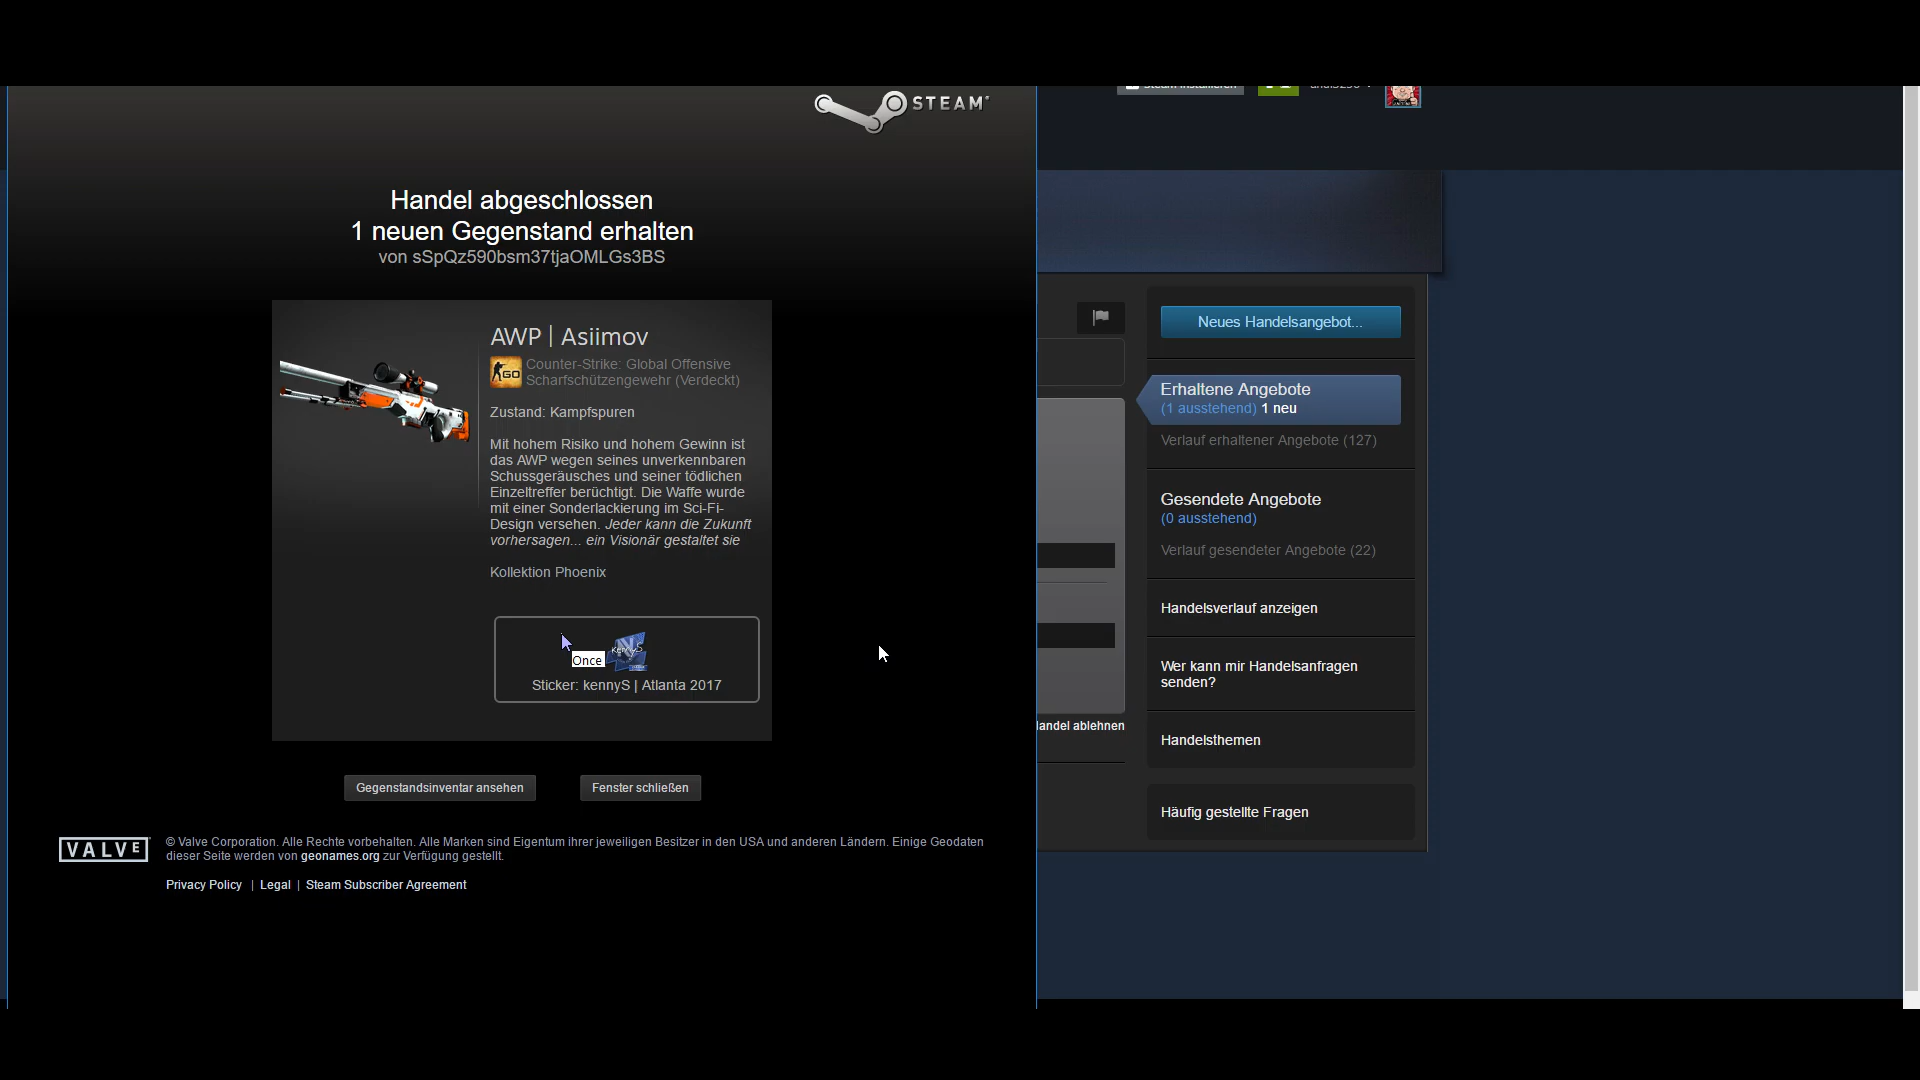 STEAM
Handel abgeschlossen
1 neuen Gegenstand erhalten
von sSpQz590bsm37tjaOMLGs3BS
AWP | Asiimov
GO
Counter-Strike: Global Offensive
Scharfschützengewehr (Verdeckt)
Zustand: Kampfspuren
Mit hohem Risiko und hohem Gewinn ist
das AWP wegen seines unverkennbaren
Schussgeräusches und seiner tödlichen
Einzeltreffer berüchtigt. Die Waffe wurde
mit einer Sonderlackierung im Sci-Fi-
Design versehen. Jeder kann die Zukunft
vorhersagen... ein Visionär gestaltet sie
Kollektion Phoenix
Once
kennyS
Sticker: kennyS | Atlanta 2017
Gegenstandsinventar ansehen
Fenster schließen
VALVE
© Valve Corporation. Alle Rechte vorbehalten. Alle Marken sind Eigentum ihrer jeweiligen Besitzer in den USA und anderen Ländern. Einige Geodaten
dieser Seite werden von geonames.org zur Verfügung gestellt.
Privacy Policy | Legal | Steam Subscriber Agreement
Neues Handelsangebot...
Erhaltene Angebote
(1 ausstehend) 1 neu
Verlauf erhaltener Angebote (127)
Gesendete Angebote
(0 ausstehend)
Verlauf gesendeter Angebote (22)
Handelsverlauf anzeigen
Wer kann mir Handelsanfragen
senden?
andel ablehnen
Handelsthemen
Häufig gestellte Fragen